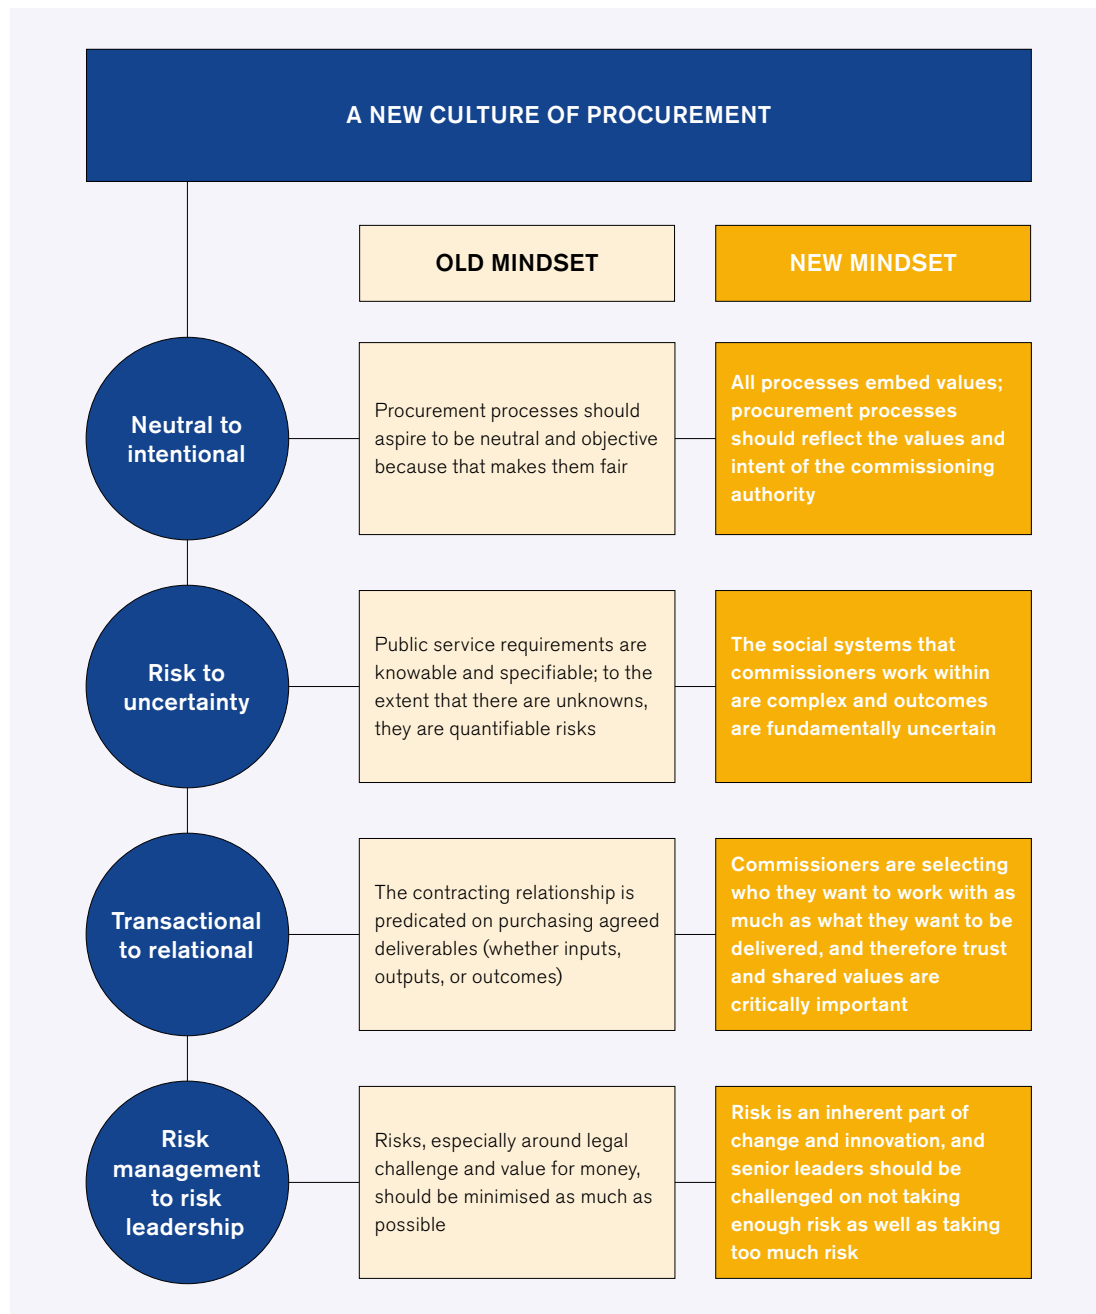 A NEW CULTURE OF PROCUREMENT
OLD MINDSET
NEW MINDSET
Neutral to
intentional
Procurement processes should
aspire to be neutral and objective
because that makes them fair
All processes embed values;
procurement processes
should reflect the values and
intent of the commissioning
authority
Risk to
uncertainty
Public service requirements are
knowable and specifiable; to the
extent that there are unknowns,
they are quantifiable risks
The social systems that
commissioners work within
are complex and outcomes
are fundamentally uncertain
Transactional
to relational
The contracting relationship is
predicated on purchasing agreed
deliverables (whether inputs,
outputs, or outcomes)
Commissioners are selecting
who they want to work with as
much as what they want to be
delivered, and therefore trust
and shared values are
critically important
Risk
management
to risk
leadership
Risks, especially around legal
challenge and value for money,
should be minimised as much as
possible
Risk is an inherent part of
change and innovation, and
senior leaders should be
challenged on not taking
enough risk as well as taking
too much risk